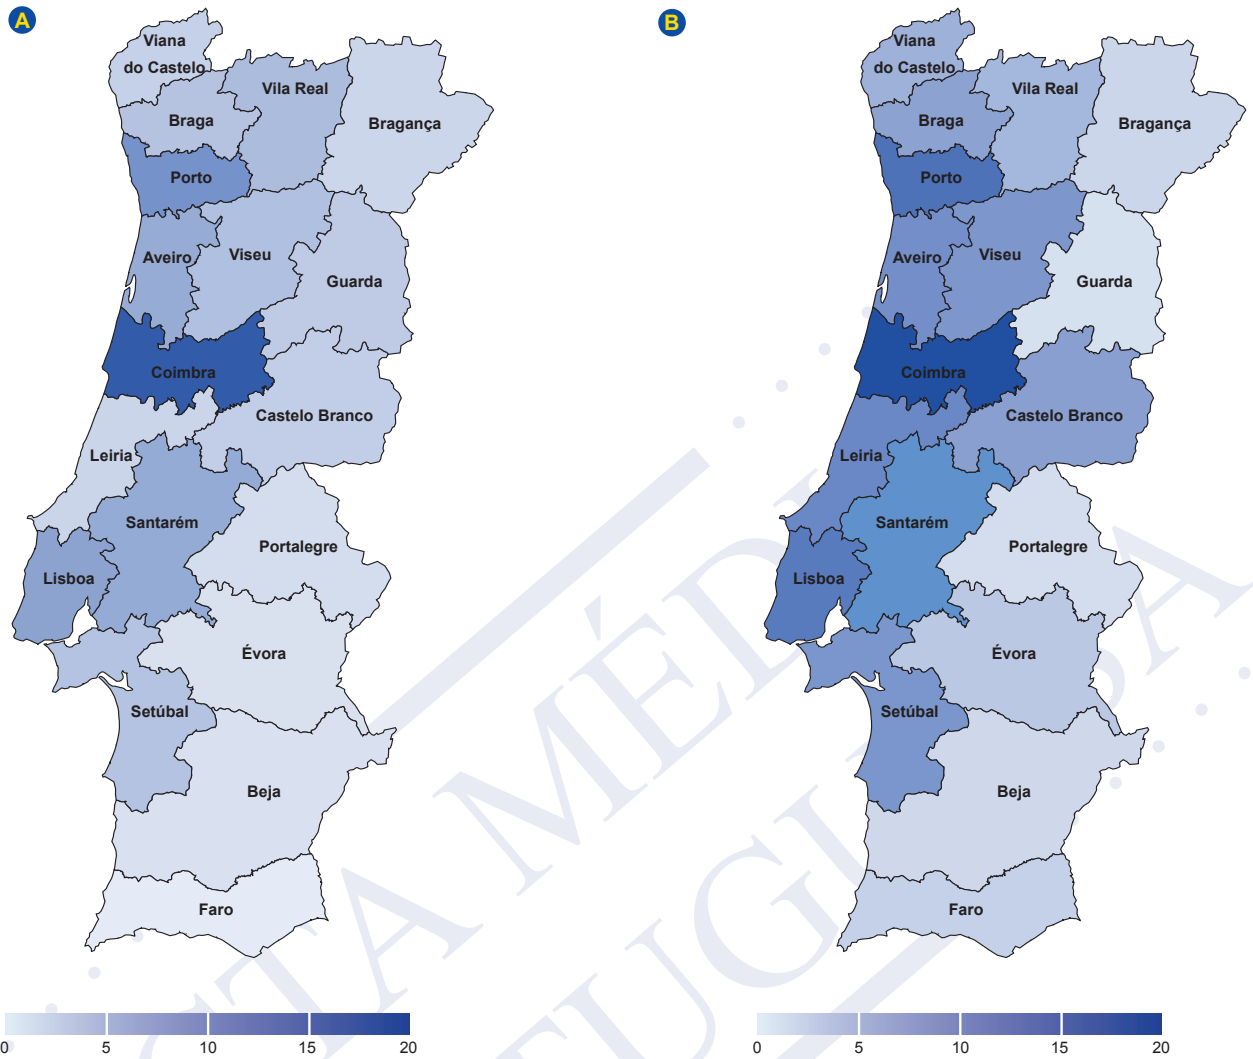 A
Viana
do Castelo
Vila Real
Bragança
Braga
Porto
Aveiro
Viseu
Guarda
Coimbra
Castelo Branco
Leiria
Santarém
Portalegre
Lisboa
Évora
Setúbal
Beja
Faro
0 5 10 15 20
B
Viana
do Castelo
Vila Real
Bragança
Braga
Porto
Aveiro
Viseu
Guarda
Coimbra
Castelo Branco
Leiria
Santarém
Portalegre
Lisboa
Évora
Setúbal
Beja
Faro
0 5 10 15 20